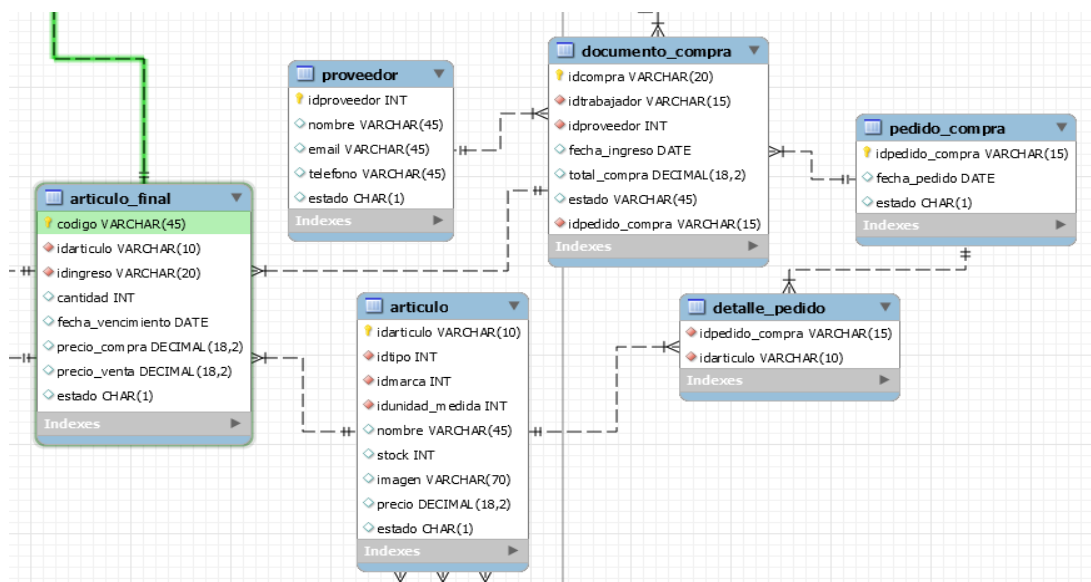 proveedor
idproveedor INT
nombre VARCHAR(45)
email VARCHAR(45)
telefono VARCHAR(45)
estado CHAR(1)
Indexes
documento_compra
idcompra VARCHAR(20)
idtrabajador VARCHAR(15)
idproveedor INT
fecha_ingreso DATE
total_compra DECIMAL(18,2)
estado VARCHAR(45)
idpedido_compra VARCHAR(15)
Indexes
pedido_compra
idpedido_compra VARCHAR(15)
fecha_pedido DATE
estado CHAR(1)
Indexes
articulo_final
codigo VARCHAR(45)
idarticulo VARCHAR(10)
idingreso VARCHAR(20)
cantidad INT
fecha_vencimiento DATE
precio_compra DECIMAL(18,2)
precio_venta DECIMAL(18,2)
estado CHAR(1)
Indexes
articulo
idarticulo VARCHAR(10)
idtipo INT
idmarca INT
idunidad_medida INT
nombre VARCHAR(45)
stock INT
imagen VARCHAR(70)
precio DECIMAL(18,2)
estado CHAR(1)
Indexes
detalle_pedido
idpedido_compra VARCHAR(15)
idarticulo VARCHAR(10)
Indexes